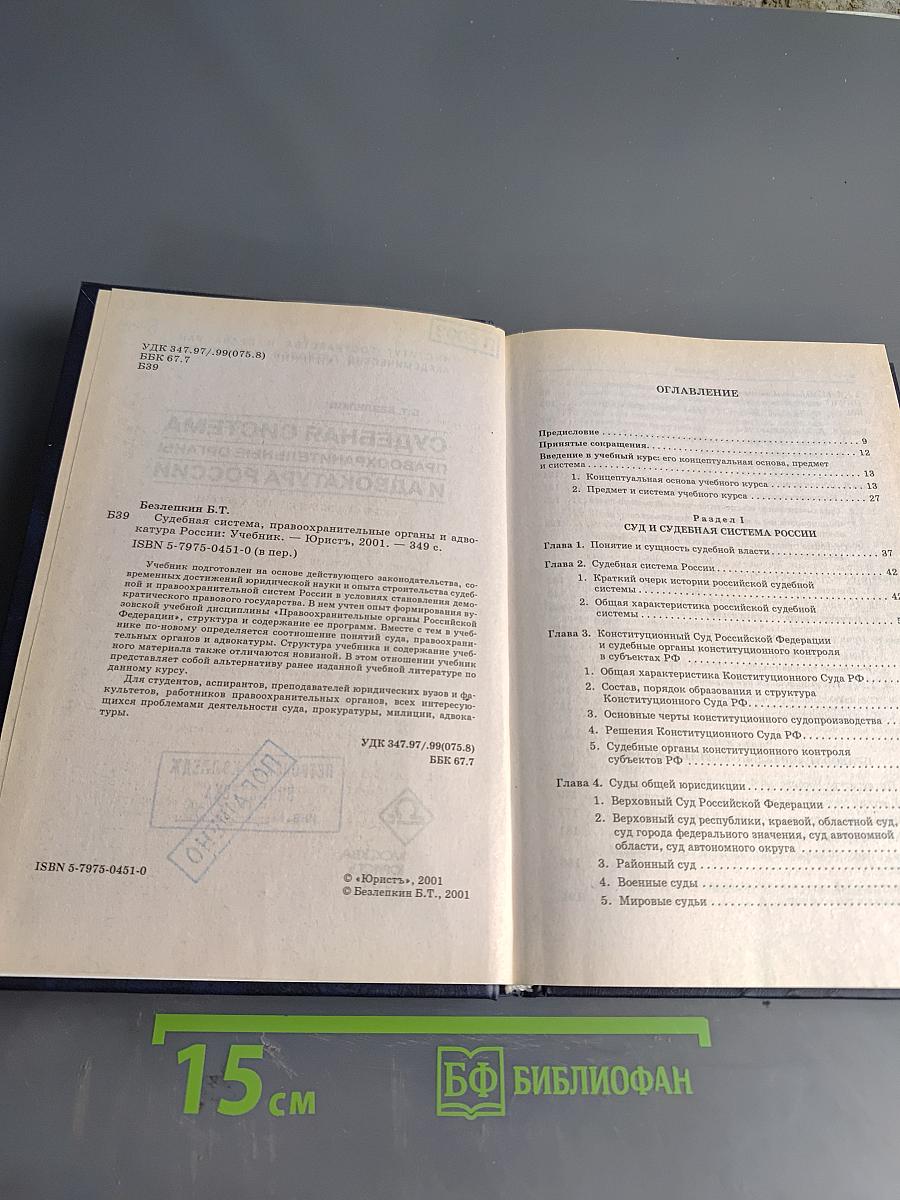 УДК 347.97/.99(075.8)
ББК 67.7
Б39
Безлепкин Б.Т.
Б39 Судебная система, правоохранительные органы и адво-
катура России: Учебник. — Юристъ, 2001. — 349 с.
ISBN 5-7975-0451-0 (в пер.)
Учебник подготовлен на основе действующего законодательства, со-
временных достижений юридической науки и опыта строительства судеб-
ной и правоохранительной систем России в условиях становления демо-
кратического правового государства. В нем учтен опыт формирования ву-
зовской учебной дисциплины «Правоохранительные органы Российской
Федерации», структура и содержание ее программ. Вместе с тем в учеб-
нике по-новому определяется соотношение понятий суда, правоохрани-
тельных органов и адвокатуры. Структура учебника и содержание учеб-
ного материала также отличаются новизной. В этом отношении учебник
представляет собой альтернативу ранее изданной учебной литературе по
данному курсу.
Для студентов, аспирантов, преподавателей юридических вузов и фа-
культетов, работников правоохранительных органов, всех интересую-
щихся проблемами деятельности суда, прокуратуры, милиции, адвока-
туры.
УДК 347.97/.99(075.8)
ББК 67.7
ISBN 5-7975-0451-0
© «Юристъ», 2001
© Безлепкин Б.Т., 2001
ОГЛАВЛЕНИЕ
Предисловие ... 9
Принятые сокращения. ... 12
Введение в учебный курс: его концептуальная основа, предмет
и система ... 13
1. Концептуальная основа учебного курса ... 13
2. Предмет и система учебного курса ... 27
Раздел I
СУД И СУДЕБНАЯ СИСТЕМА РОССИИ
Глава 1. Понятие и сущность судебной власти ... 37
Глава 2. Судебная система России ... 42
1. Краткий очерк истории российской судебной
системы ... 42
2. Общая характеристика российской судебной
системы ...
Глава 3. Конституционный Суд Российской Федерации
и судебные органы конституционного контроля
в субъектах РФ ...
1. Общая характеристика Конституционного Суда РФ ...
2. Состав, порядок образования и структура
Конституционного Суда РФ ...
3. Основные черты конституционного судопроизводства ...
4. Решения Конституционного Суда РФ ...
5. Судебные органы конституционного контроля
субъектов РФ ...
Глава 4. Суды общей юрисдикции ...
1. Верховный Суд Российской Федерации ...
2. Верховный суд республики, краевой, областной суд,
суд города федерального значения, суд автономной
области, суд автономного округа ...
3. Районный суд ...
4. Военные суды ...
5. Мировые судьи ...
15 см
БФ БИБЛИОФАН